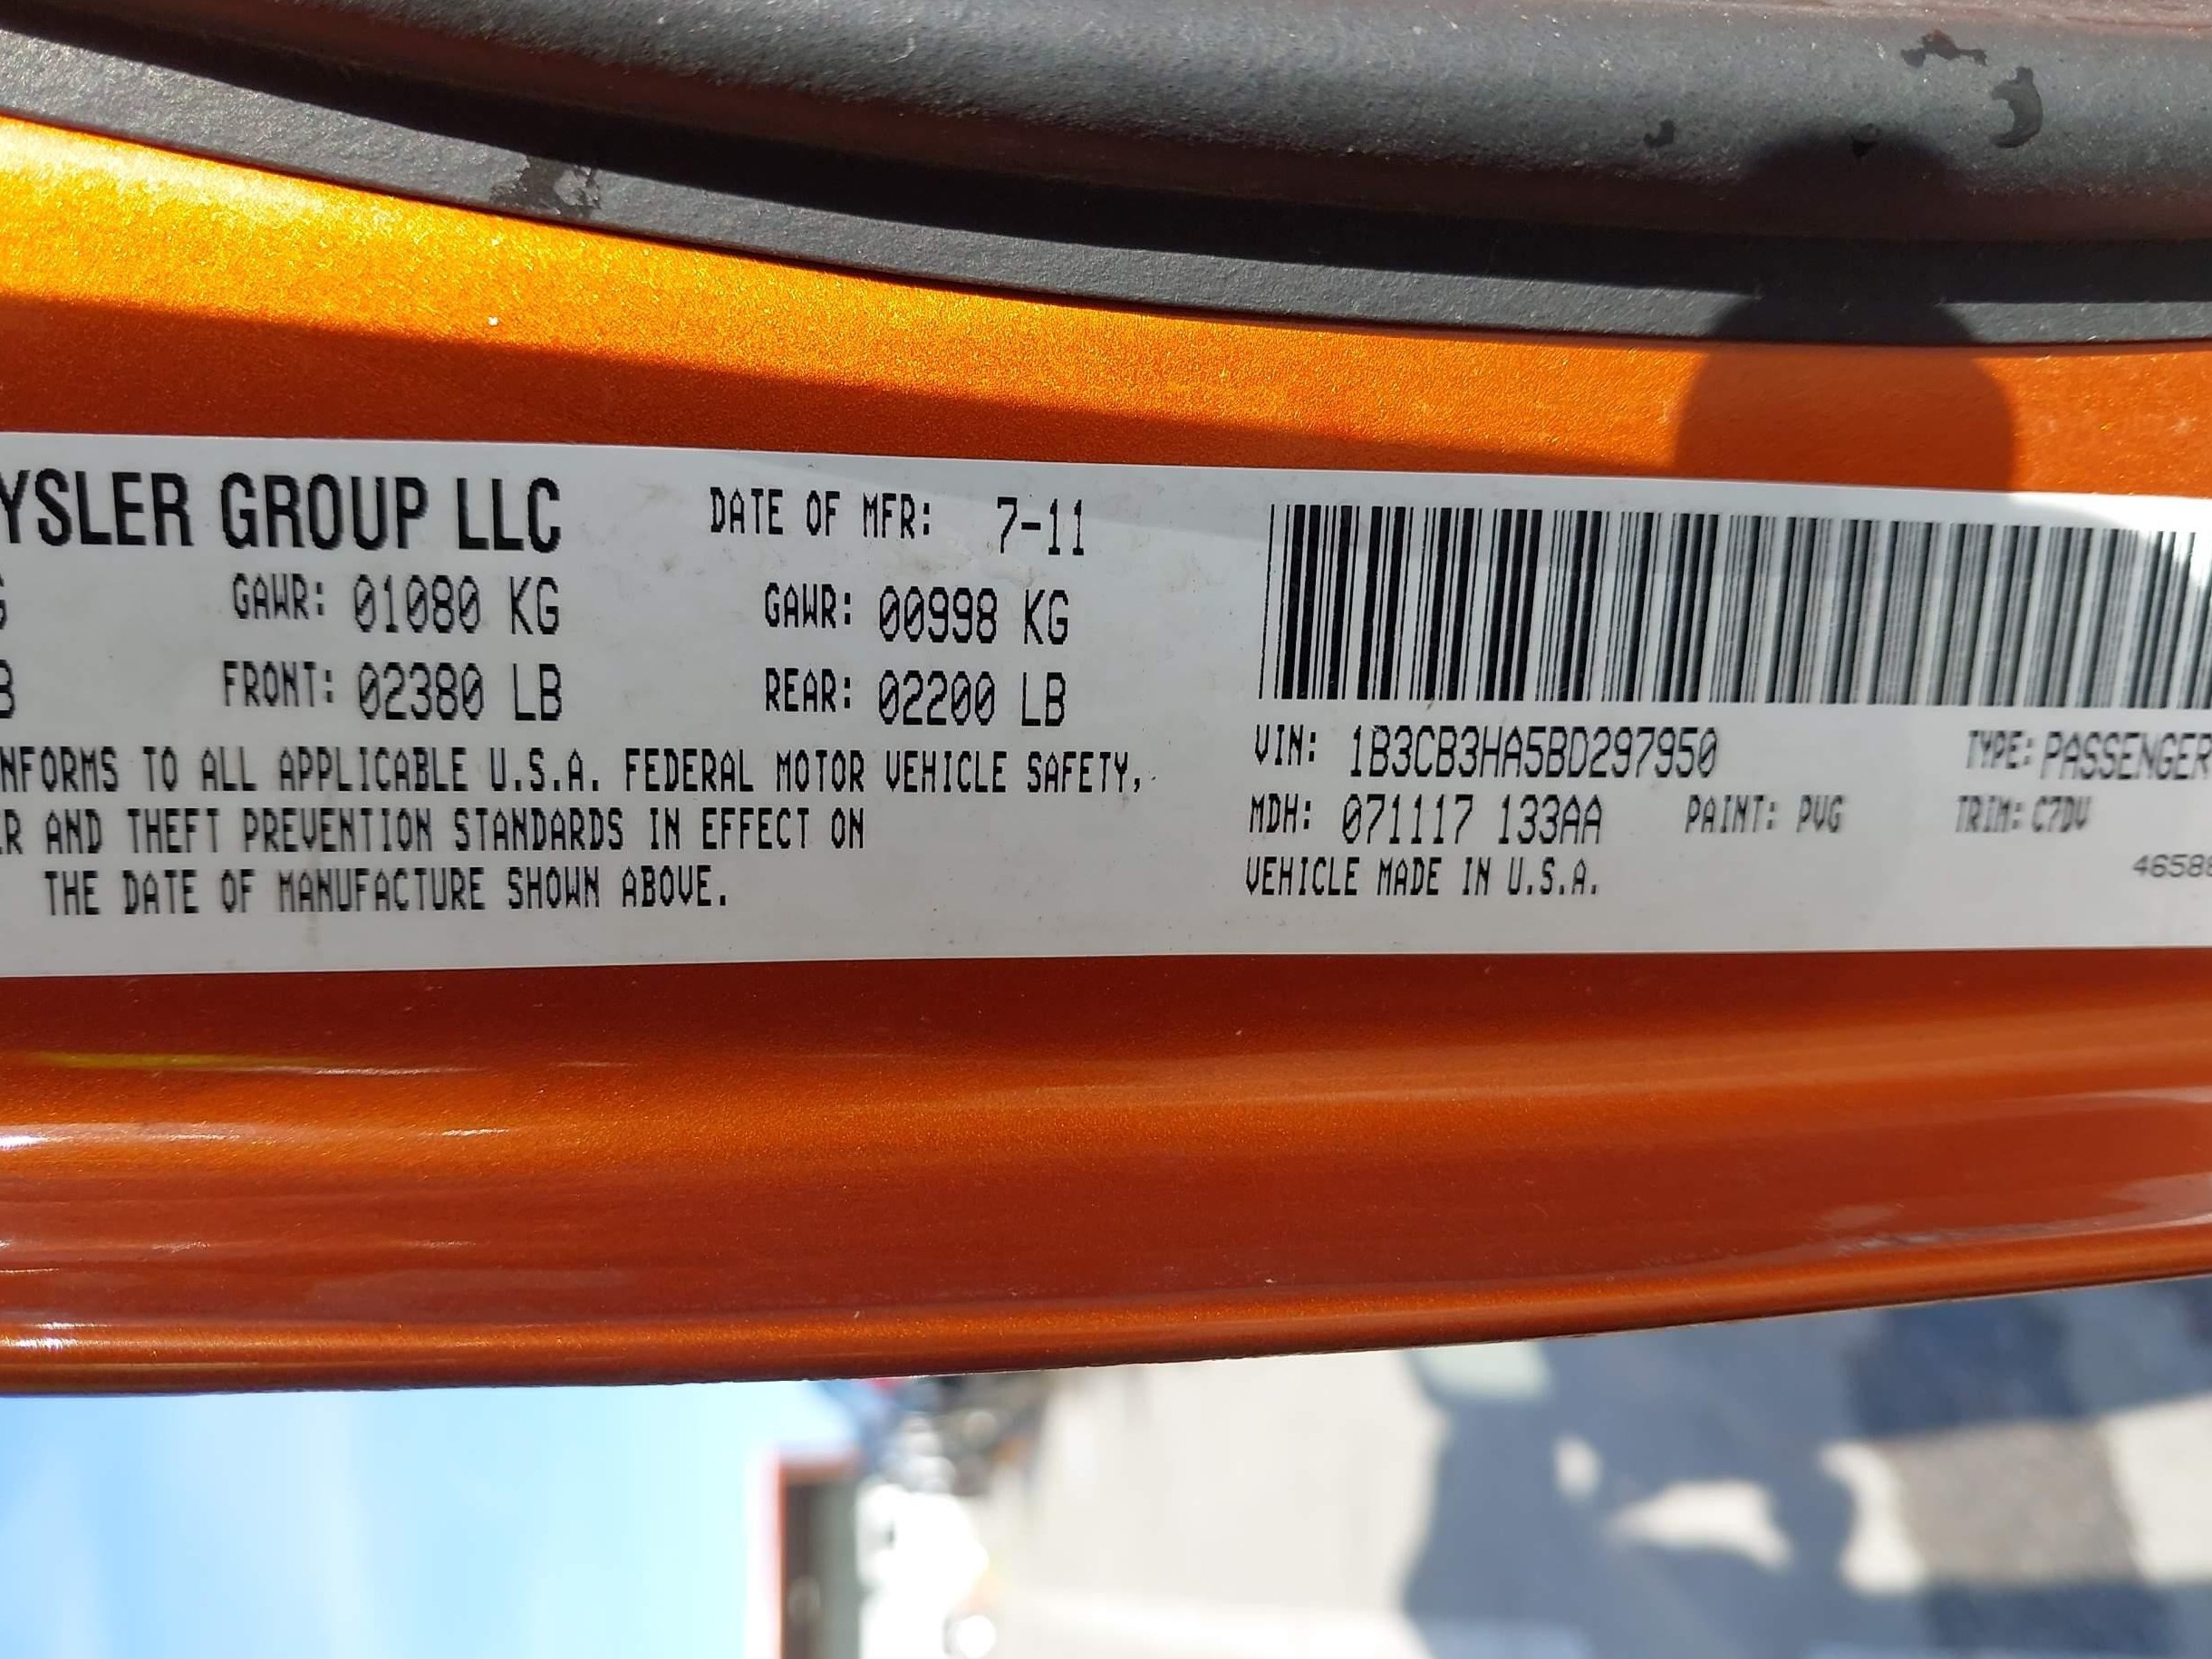 YSLER GROUP LLC DATE OF MFR: 7-11
G GAWR: 01080 KG GAWR: 00998 KG
B FRONT: 02380 LB REAR: 02200 LB
NFORMS TO ALL APPLICABLE U.S.A. FEDERAL MOTOR VEHICLE SAFETY,
ER AND THEFT PREVENTION STANDARDS IN EFFECT ON
THE DATE OF MANUFACTURE SHOWN ABOVE.
VIN: 1B3CB3HA5BD297950 TYPE: PASSENGER
MDH: 071117 133AA PAINT: PVG TRIM: C7DV
VEHICLE MADE IN U.S.A. 4658